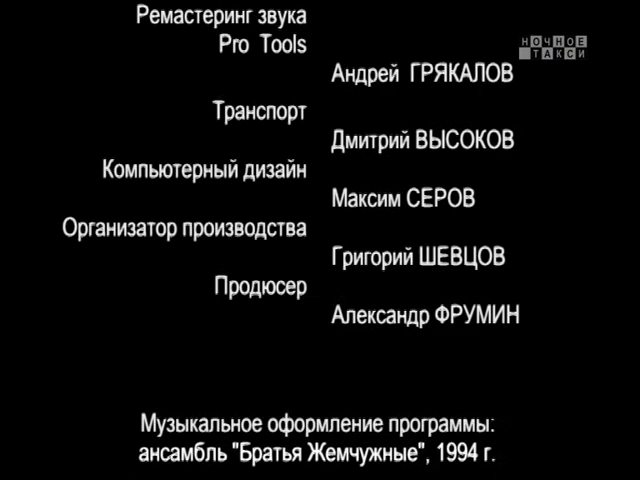 Ремастеринг звука
Pro Tools
НОЧНОЕ
ТАКСИ
Андрей ГРЯКАЛОВ
Транспорт
Дмитрий ВЫСОКОВ
Компьютерный дизайн
Максим СЕРОВ
Организатор производства
Григорий ШЕВЦОВ
Продюсер
Александр ФРУМИН
Музыкальное оформление программы:
ансамбль "Братья Жемчужные", 1994 г.